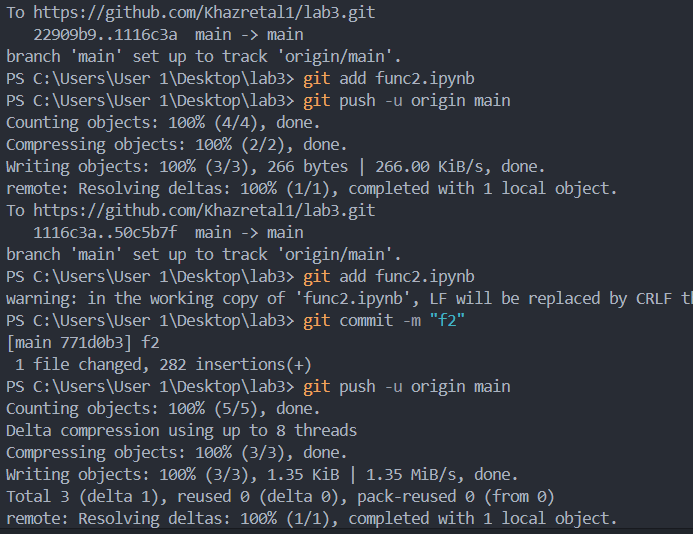 To https://github.com/Khazretal1/lab3.git
   22909b9..1116c3a  main -> main
branch 'main' set up to track 'origin/main'.
PS C:\Users\User 1\Desktop\lab3> git add func2.ipynb
PS C:\Users\User 1\Desktop\lab3> git push -u origin main
Counting objects: 100% (4/4), done.
Compressing objects: 100% (2/2), done.
Writing objects: 100% (3/3), 266 bytes | 266.00 KiB/s, done.
remote: Resolving deltas: 100% (1/1), completed with 1 local object.
To https://github.com/Khazretal1/lab3.git
   1116c3a..50c5b7f  main -> main
branch 'main' set up to track 'origin/main'.
PS C:\Users\User 1\Desktop\lab3> git add func2.ipynb
warning: in the working copy of 'func2.ipynb', LF will be replaced by CRLF th
PS C:\Users\User 1\Desktop\lab3> git commit -m "f2"
[main 771d0b3] f2
 1 file changed, 282 insertions(+)
PS C:\Users\User 1\Desktop\lab3> git push -u origin main
Counting objects: 100% (5/5), done.
Delta compression using up to 8 threads
Compressing objects: 100% (3/3), done.
Writing objects: 100% (3/3), 1.35 KiB | 1.35 MiB/s, done.
Total 3 (delta 1), reused 0 (delta 0), pack-reused 0 (from 0)
remote: Resolving deltas: 100% (1/1), completed with 1 local object.